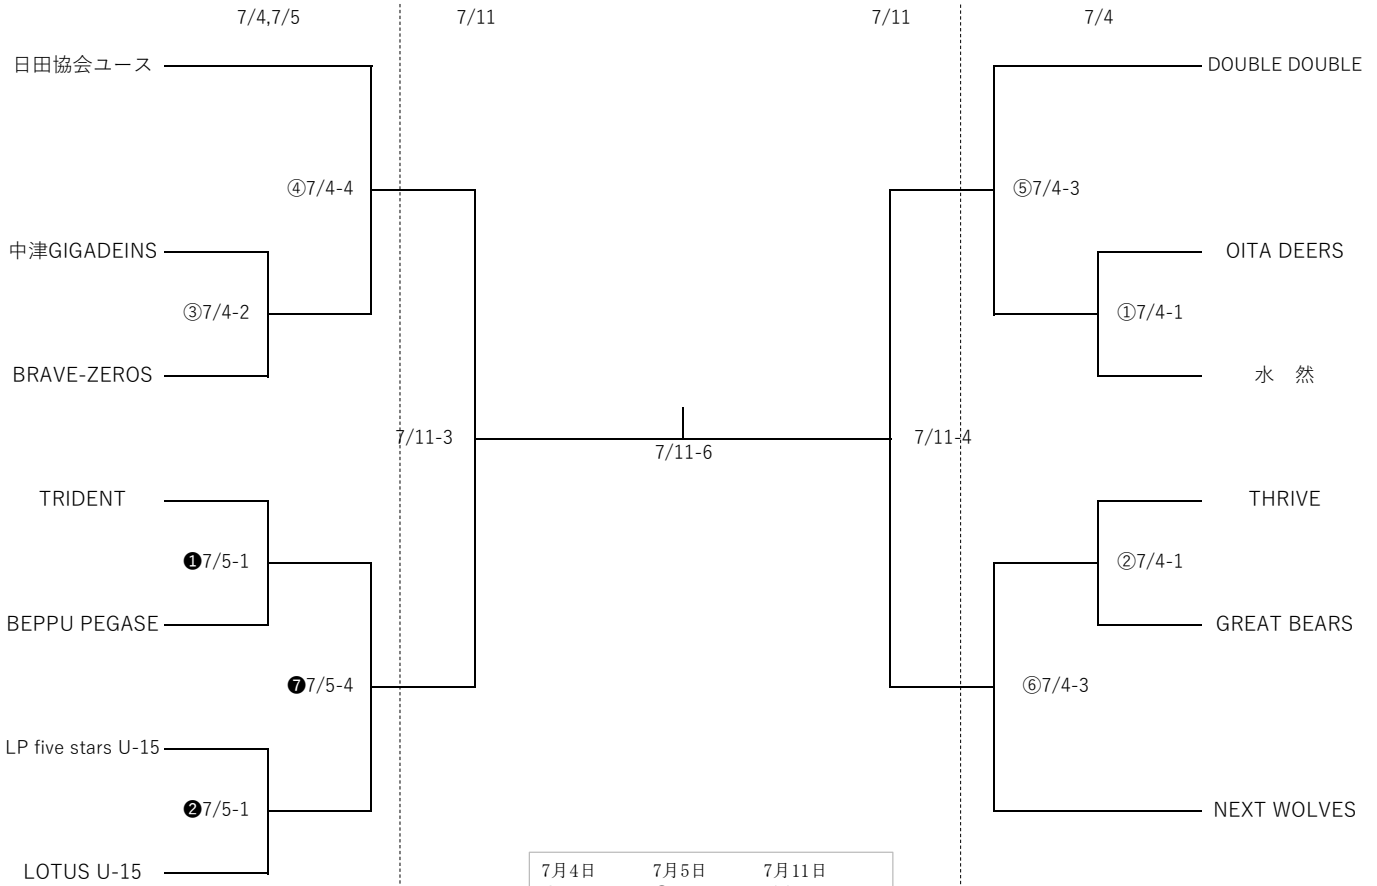 7/4,7/5
7/11
7/11
7/4
日田協会ユース
DOUBLE DOUBLE
④7/4-4
⑤7/4-3
中津GIGADEINS
OITA DEERS
③7/4-2
①7/4-1
BRAVE-ZEROS
水　然
7/11-3
7/11-6
7/11-4
TRIDENT
THRIVE
❶7/5-1
②7/4-1
BEPPU PEGASE
GREAT BEARS
❼7/5-4
⑥7/4-3
LP five stars U-15
❷7/5-1
NEXT WOLVES
LOTUS U-15
7月4日　7月5日　7月11日